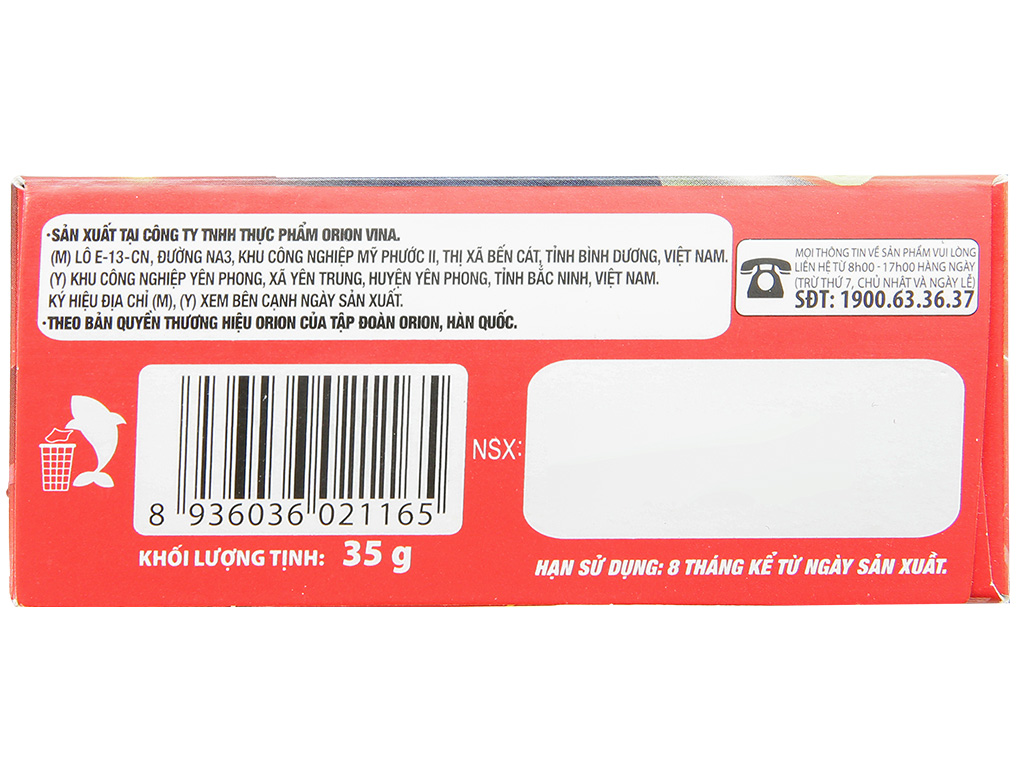 ·SẢN XUẤT TẠI CÔNG TY TNHH THỰC PHẨM ORION VINA.
(M) LÔ E-13-CN, ĐƯỜNG NA3, KHU CÔNG NGHIỆP MỸ PHƯỚC II, THỊ XÃ BẾN CÁT, TỈNH BÌNH DƯƠNG, VIỆT NAM.
(Y) KHU CÔNG NGHIỆP YÊN PHONG, XÃ YÊN TRUNG, HUYỆN YÊN PHONG, TỈNH BẮC NINH, VIỆT NAM.
KÝ HIỆU ĐỊA CHỈ (M), (Y) XEM BÊN CẠNH NGÀY SẢN XUẤT.
·THEO BẢN QUYỀN THƯƠNG HIỆU ORION CỦA TẬP ĐOÀN ORION, HÀN QUỐC.
MỌI THÔNG TIN VỀ SẢN PHẨM VUI LÒNG
LIÊN HỆ TỪ 8h00 - 17h00 HÀNG NGÀY
(TRỪ THỨ 7, CHỦ NHẬT VÀ NGÀY LỄ)
SĐT: 1900.63.36.37
8 936036 021165
KHỐI LƯỢNG TỊNH: 35 g
NSX:
HẠN SỬ DỤNG: 8 THÁNG KỂ TỪ NGÀY SẢN XUẤT.